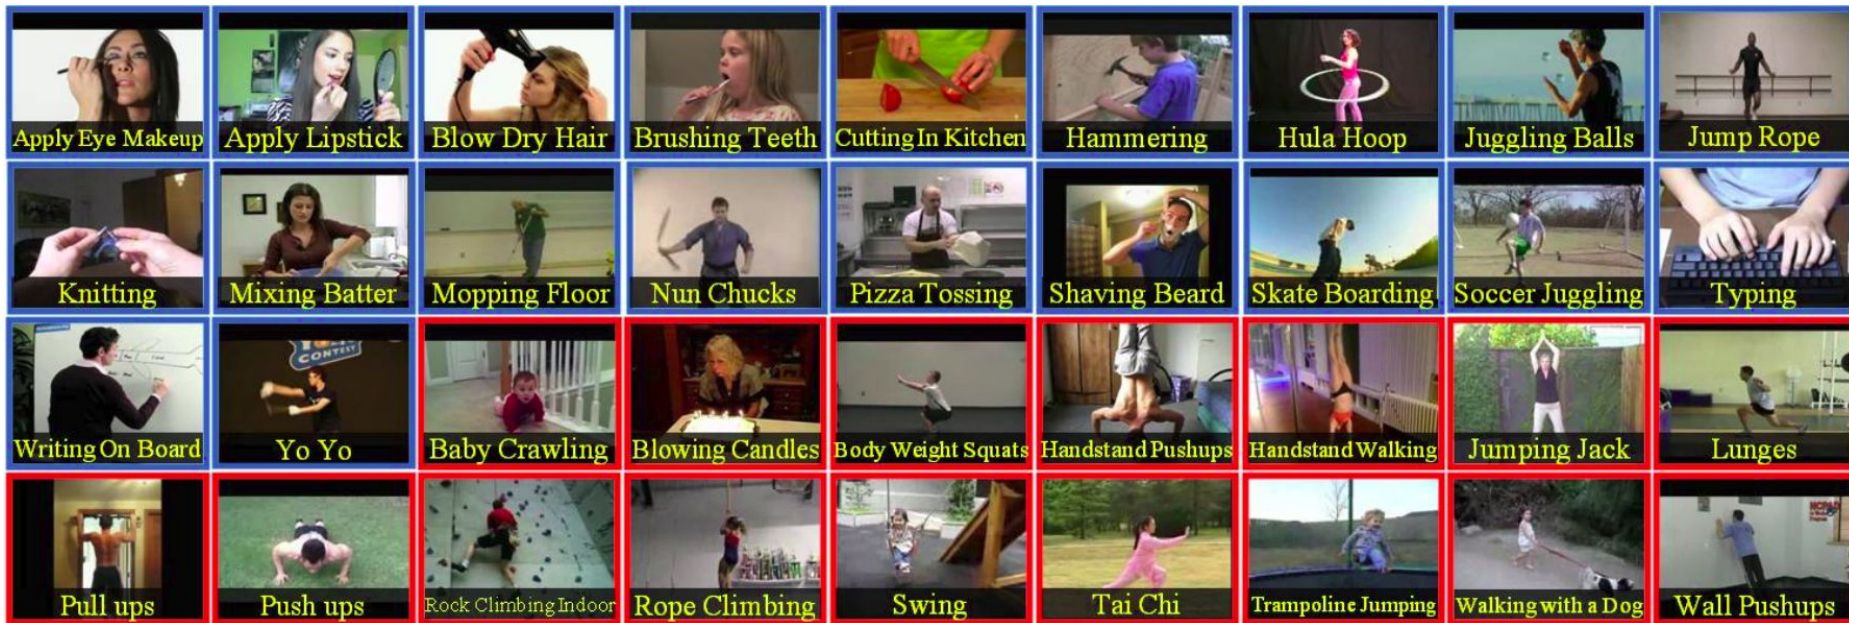 Apply Eye Makeup
Apply Lipstick
Blow Dry Hair
Brushing Teeth
Cutting In Kitchen
Hammering
Hula Hoop
Juggling Balls
Jump Rope
Knitting
Mixing Batter
Mopping Floor
Nun Chucks
Pizza Tossing
Shaving Beard
Skate Boarding
Soccer Juggling
Typing
CONTEST
Writing On Board
Yo Yo
Baby Crawling
Blowing Candles
Body Weight Squats
Handstand Pushups
Handstand Walking
Jumping Jack
Lunges
Pull ups
Push ups
Rock Climbing Indoor
Rope Climbing
Swing
Tai Chi
Trampoline Jumping
Walking with a Dog
Wall Pushups